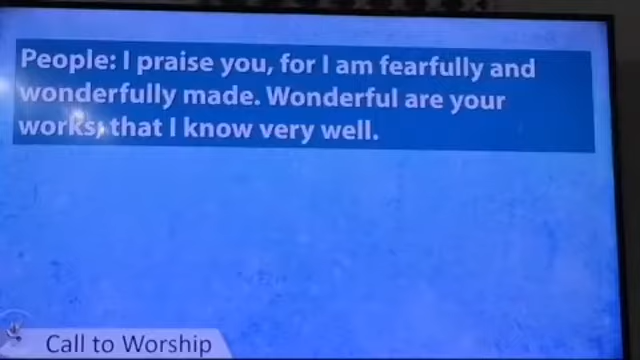 People: I praise you, for I am fearfully and
wonderfully made. Wonderful are your
works; that I know very well.
Call to Worship